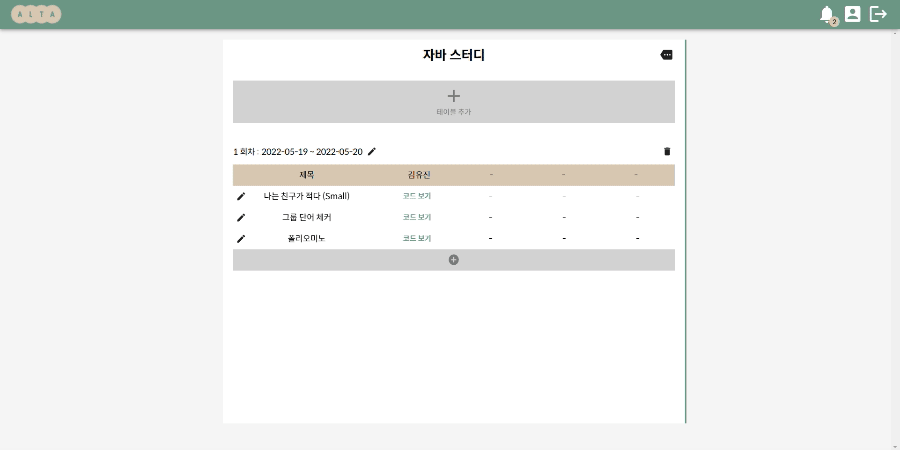 ALTA
2
자바 스터디
테이블 추가
1 회차 : 2022-05-19 ~ 2022-05-20
제목 김유진 - - -
나는 친구가 적다 (Small) 코드 보기 - - -
그룹 단어 체커 코드 보기 - - -
폴리오미노 코드 보기 - - -